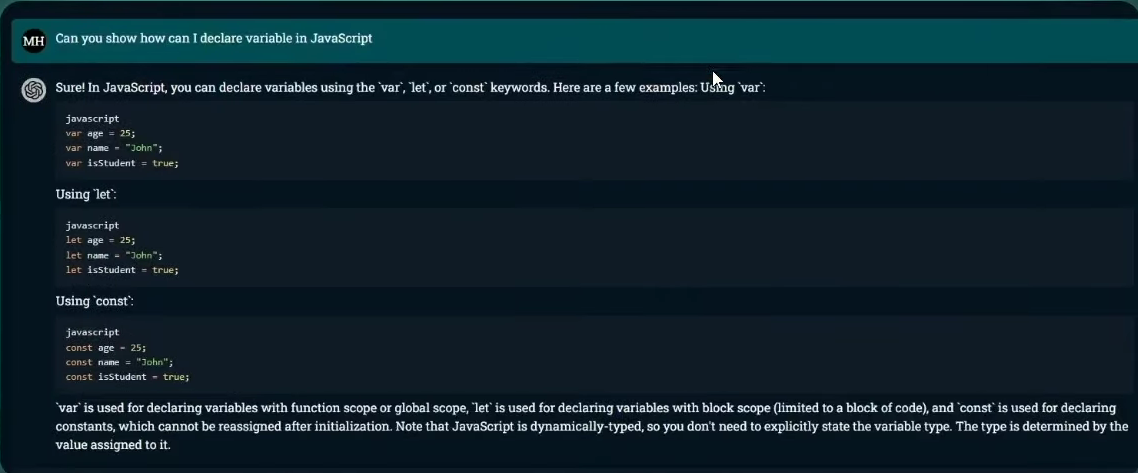 MH Can you show how can I declare variable in JavaScript
Sure! In JavaScript, you can declare variables using the `var`, `let`, or `const` keywords. Here are a few examples: Using `var`:
javascript
var age = 25;
var name = "John";
var isStudent = true;
Using `let`:
javascript
let age = 25;
let name = "John";
let isStudent = true;
Using `const`:
javascript
const age = 25;
const name = "John";
const isStudent = true;
`var` is used for declaring variables with function scope or global scope, `let` is used for declaring variables with block scope (limited to a block of code), and `const` is used for declaring
constants, which cannot be reassigned after initialization. Note that JavaScript is dynamically-typed, so you don't need to explicitly state the variable type. The type is determined by the
value assigned to it.